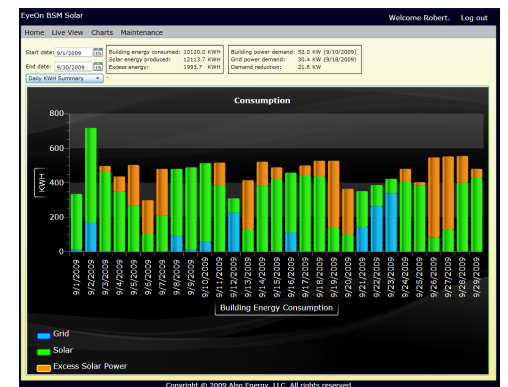 EyeOn BSM Solar
Welcome Robert. Log out
Home Live View Charts Maintenance
Start date: 9/1/2009 15
End date: 9/30/2009 15
Building energy consumed: 10120.0 KWH
Solar energy produced: 12113.7 KWH
Excess energy: 1993.7 KWH
Building power demand: 52.0 KW (9/10/2009)
Grid power demand: 30.4 KW (9/18/2009)
Demand reduction: 21.6 KW
Daily KWH Summary
Consumption
800
600
400
200
0
KWH
9/1/2009 9/2/2009 9/3/2009 9/4/2009 9/5/2009 9/6/2009 9/7/2009 9/8/2009 9/9/2009 9/10/2009 9/11/2009 9/12/2009 9/13/2009 9/14/2009 9/15/2009 9/16/2009 9/17/2009 9/18/2009 9/19/2009 9/20/2009 9/21/2009 9/22/2009 9/23/2009 9/24/2009 9/25/2009 9/26/2009 9/27/2009 9/28/2009 9/29/2009
Building Energy Consumption
Grid
Solar
Excess Solar Power
Copyright © 2009 Also Energy, LLC. All rights reserved